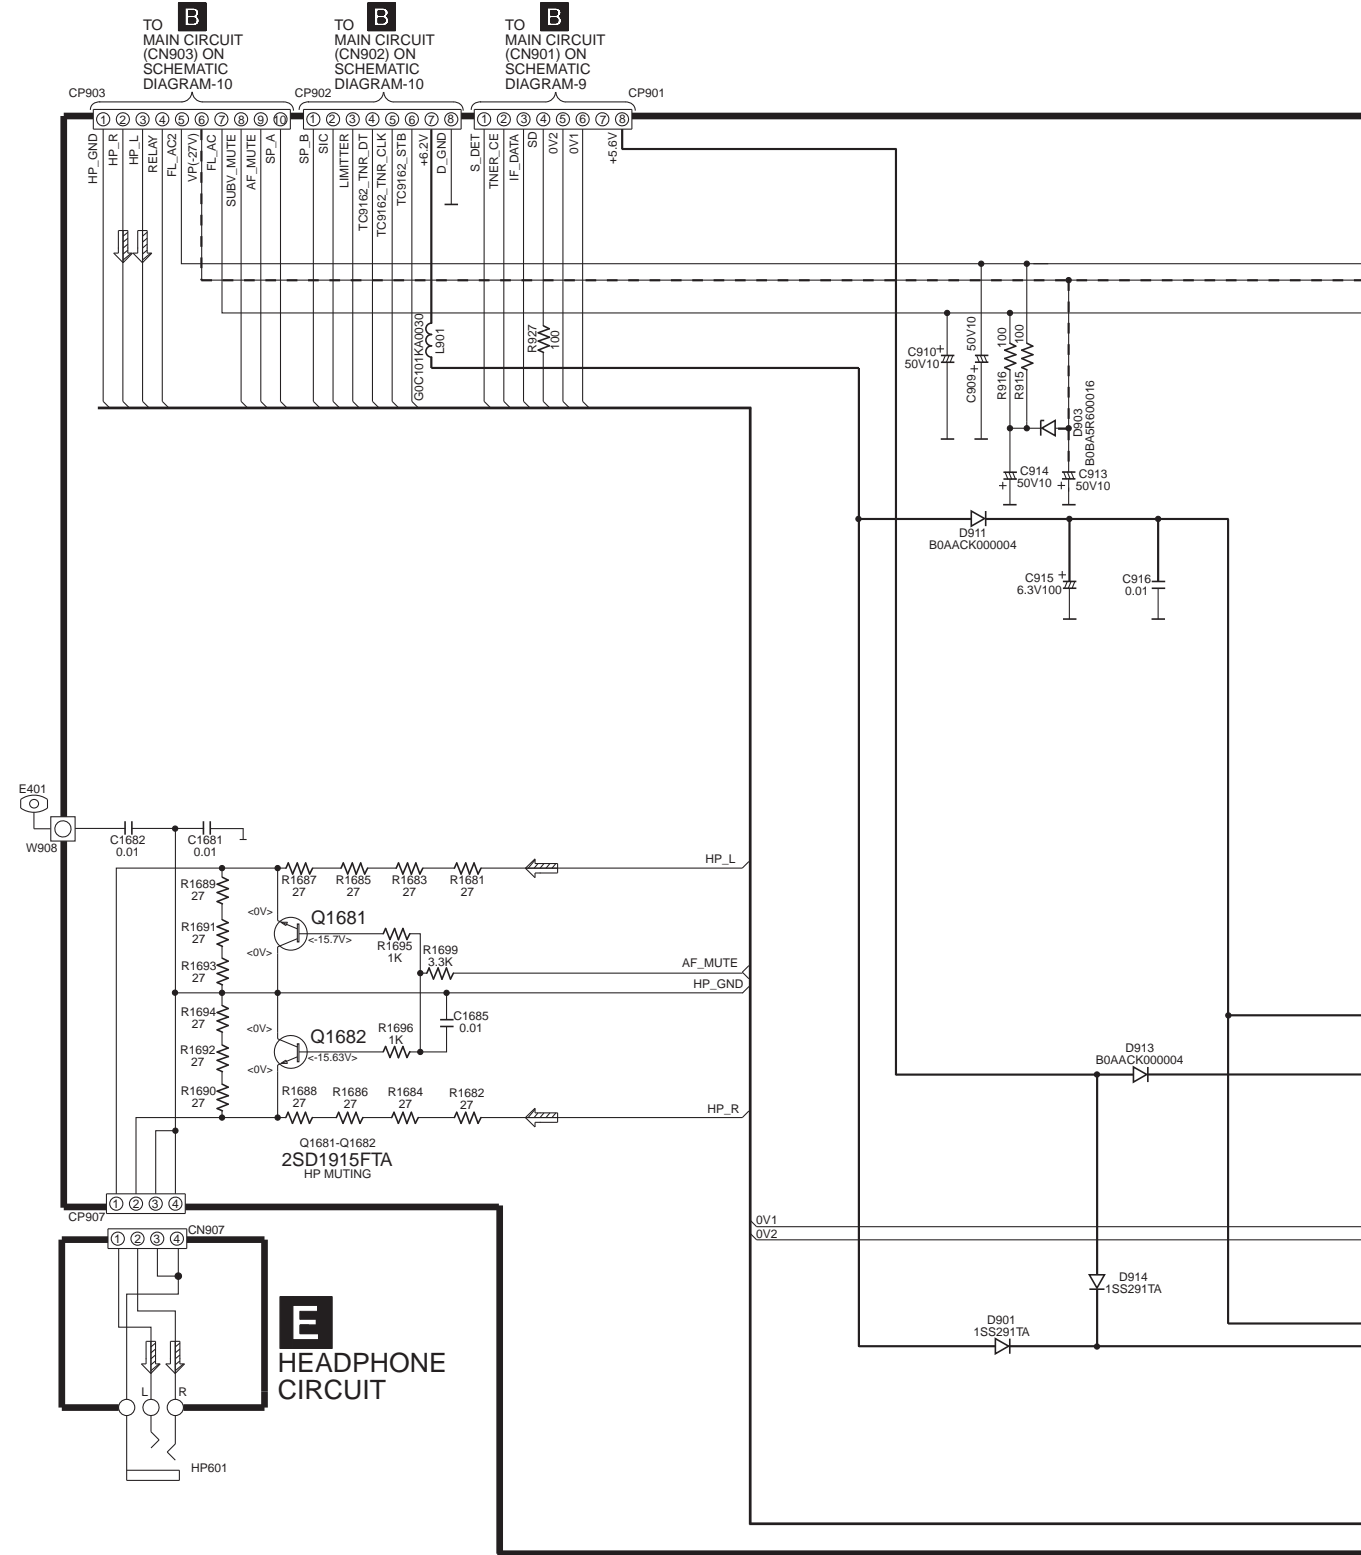 B
TO
MAIN CIRCUIT
(CN903) ON
SCHEMATIC
DIAGRAM-10
B
TO
MAIN CIRCUIT
(CN902) ON
SCHEMATIC
DIAGRAM-10
B
TO
MAIN CIRCUIT
(CN901) ON
SCHEMATIC
DIAGRAM-9
CP903
CP902
CP901
1 2 3 4 5 6 7 8 9 10
1 2 3 4 5 6 7 8
1 2 3 4 5 6 7 8
HP_GND
HP_R
HP_L
RELAY
FL_AC2
VP(-27V)
FL_AC
SUBV_MUTE
AF_MUTE
SP_A
SP_B
SIC
LIMITTER
TC9162_TNR_DT
TC9162_TNR_CLK
TC9162_STB
+6.2V
D_GND
S_DET
TNER_CE
IF_DATA
SD
0V2
0V1
+5.6V
G0C101KA0030
L901
R927
100
C910 +
50V10
C909 +
50V10
R916
100
R915
100
D903
B0BA5R600016
C914
+ 50V10
C913
+ 50V10
D911
B0AACK000004
C915 +
6.3V100
C916
0.01
E401
W908
C1682
0.01
C1681
0.01
HP_L
R1687
27
R1685
27
R1683
27
R1681
27
R1689
27
R1691
27
R1693
27
<0V>
Q1681
<-15.7V>
<0V>
R1695
1K
R1699
3.3K
AF_MUTE
HP_GND
R1694
27
R1692
27
R1690
27
<0V>
Q1682
<-15.63V>
<0V>
R1696
1K
C1685
0.01
R1688
27
R1686
27
R1684
27
R1682
27
HP_R
Q1681-Q1682
2SD1915FTA
HP MUTING
D913
B0AACK000004
1 2 3 4
CP907
CN907
1 2 3 4
0V1
0V2
D914
1SS291TA
D901
1SS291TA
E
HEADPHONE
CIRCUIT
L
R
HP601